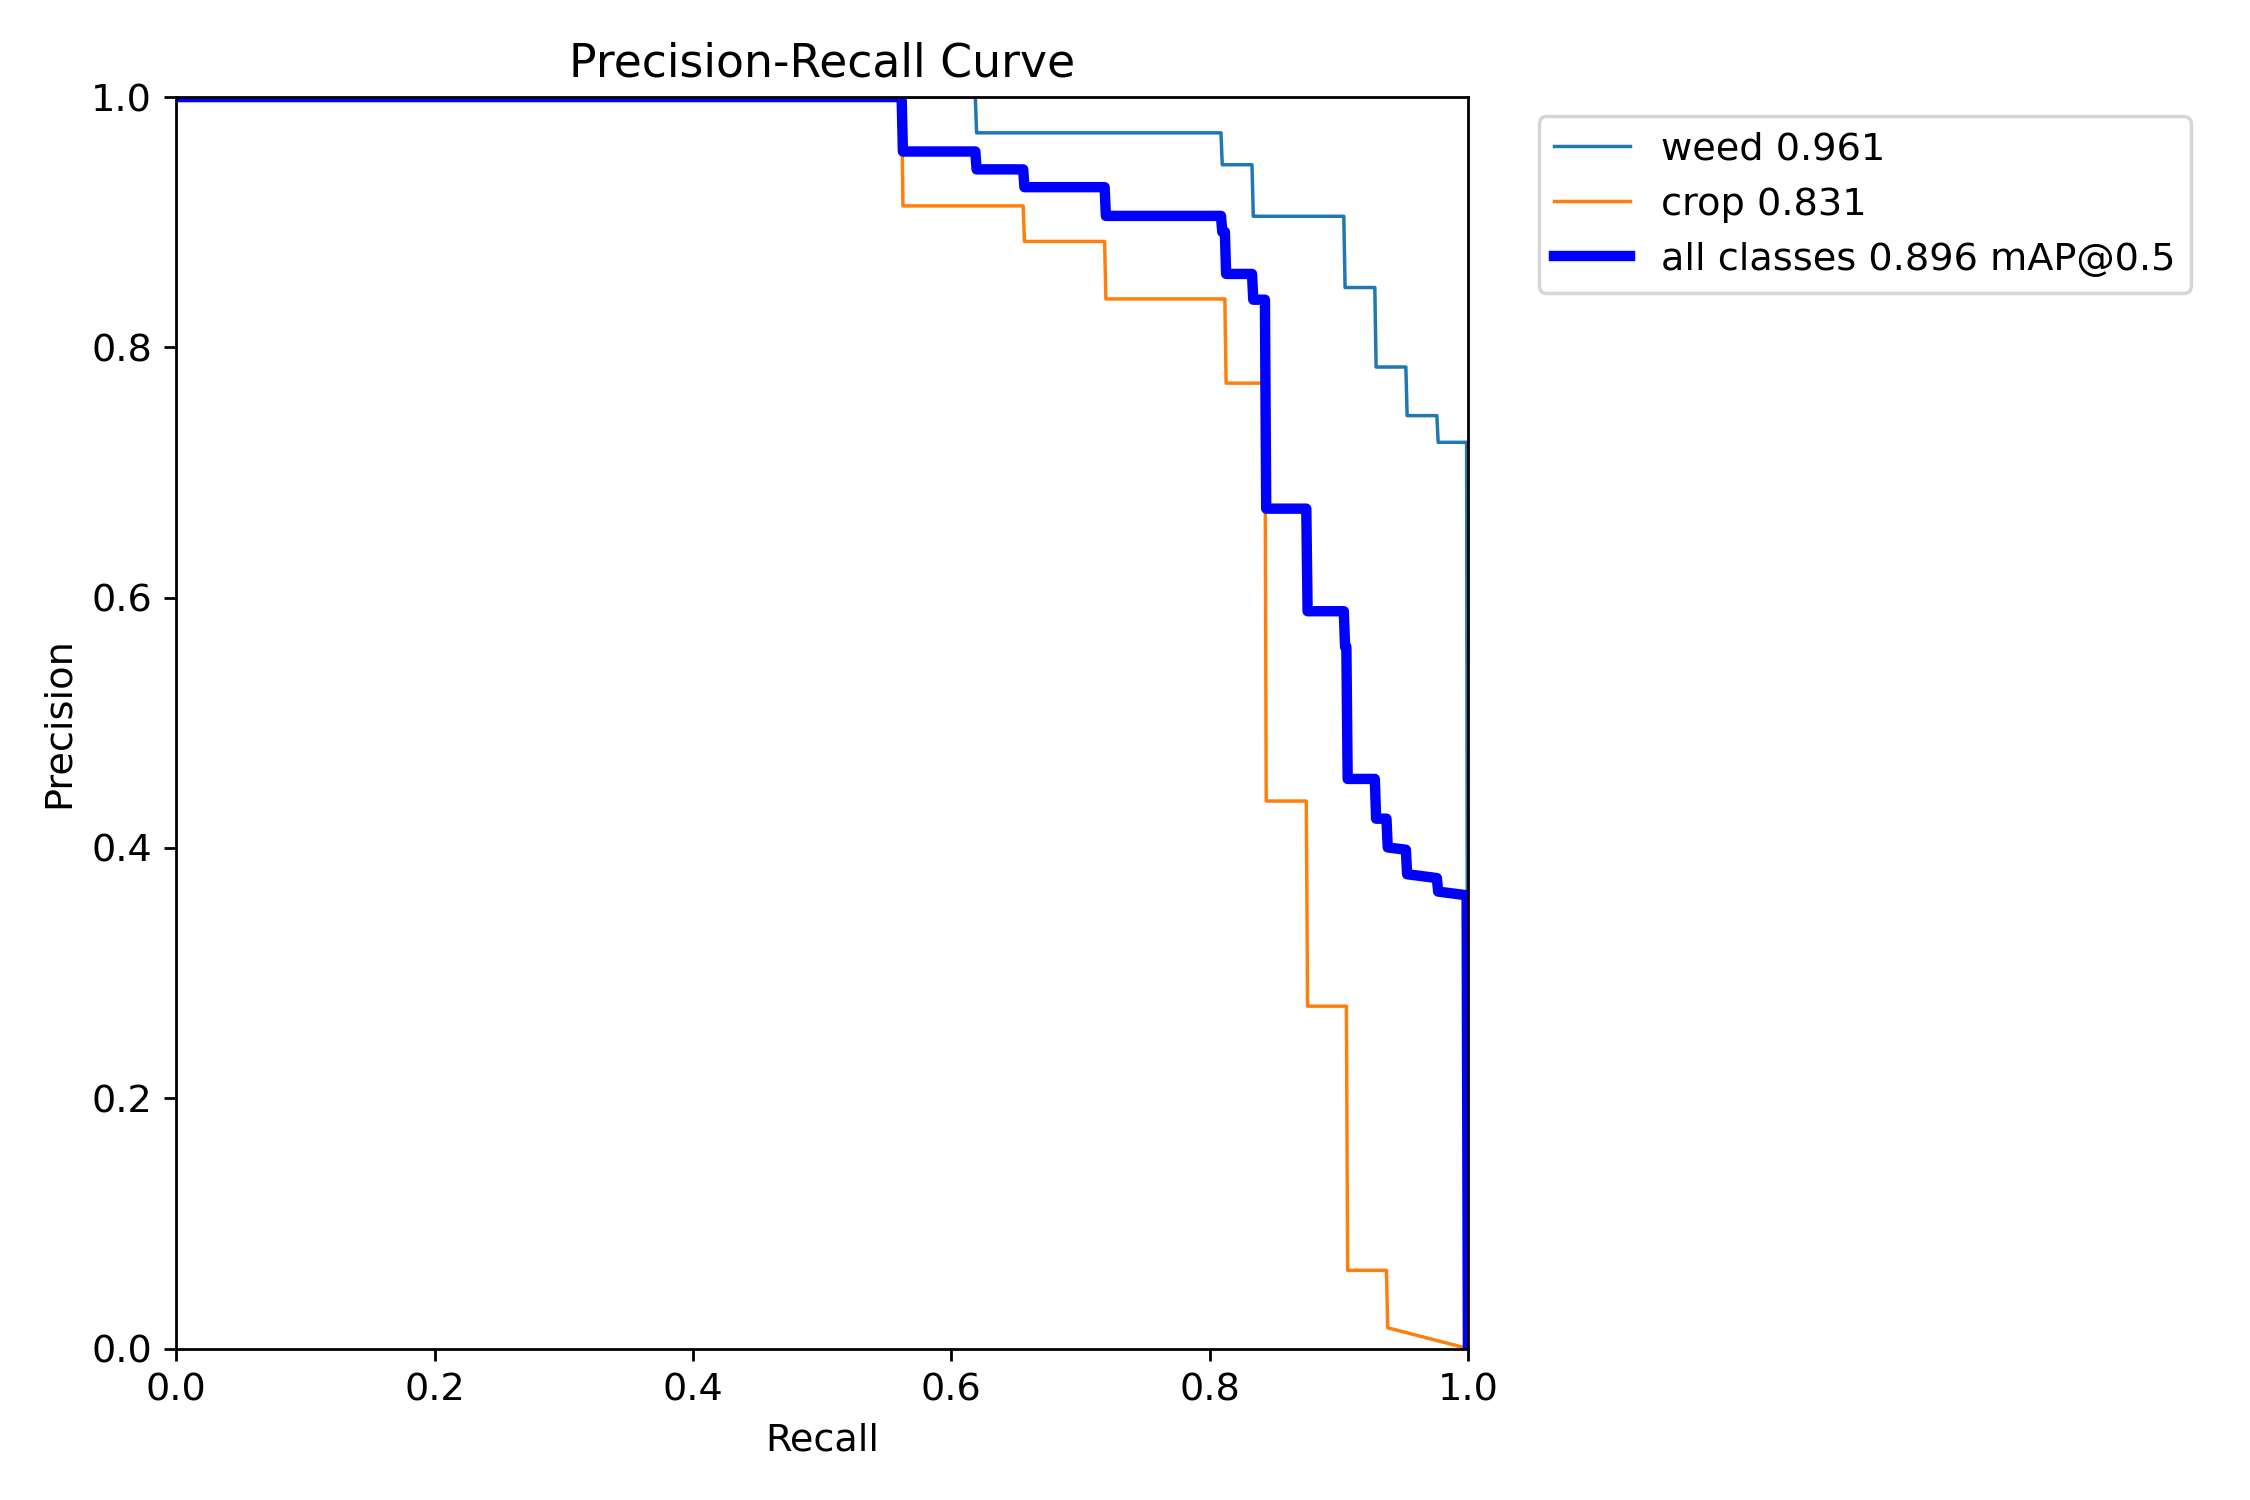 Precision-Recall Curve
1.0
0.8
0.6
0.4
0.2
0.0
Precision
0.0 0.2 0.4 0.6 0.8 1.0
Recall
weed 0.961
crop 0.831
all classes 0.896 mAP@0.5